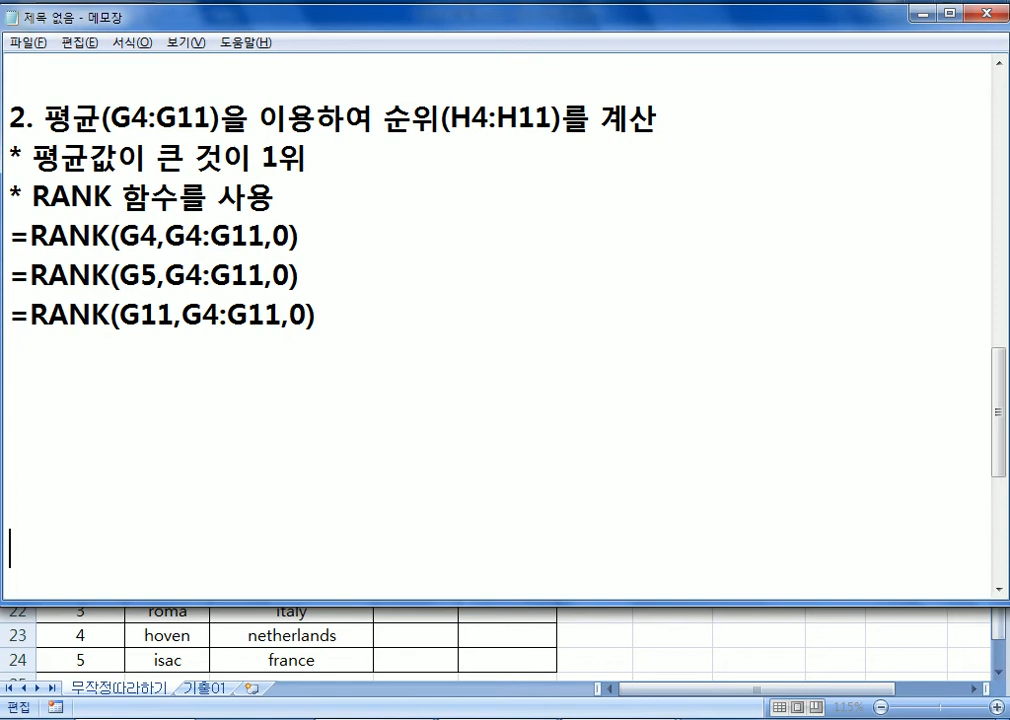 제목 없음 - 메모장
파일(F) 편집(E) 서식(O) 보기(V) 도움말(H)
2. 평균(G4:G11)을 이용하여 순위(H4:H11)를 계산
* 평균값이 큰 것이 1위
* RANK 함수를 사용
=RANK(G4,G4:G11,0)
=RANK(G5,G4:G11,0)
=RANK(G11,G4:G11,0)
22 3 roma italy
23 4 hoven netherlands
24 5 isac france
무작정따라하기 기출01
편집 115%